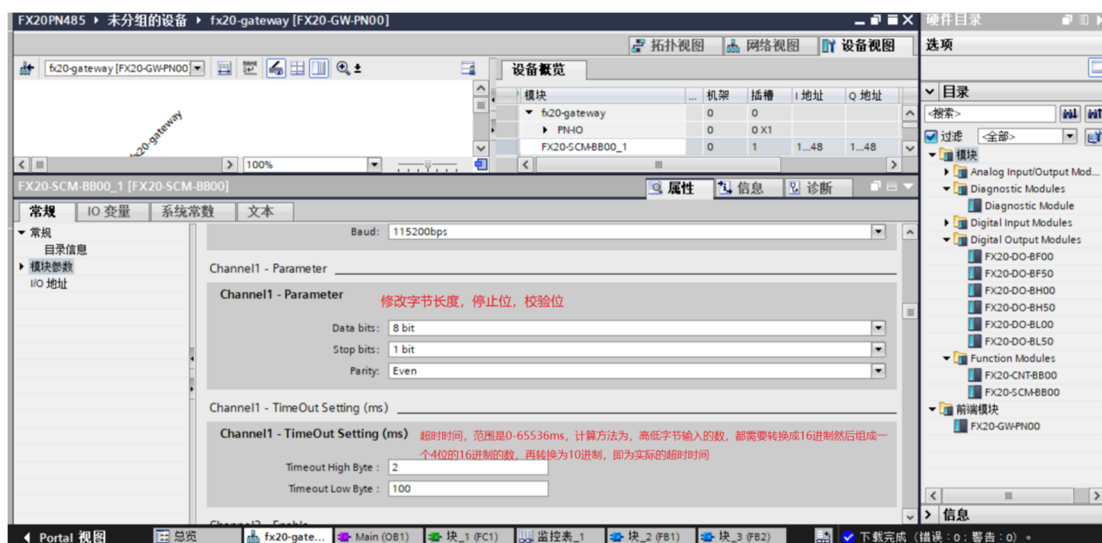 FX20PN485 ▸ 未分组的设备 ▸ fx20-gateway [FX20-GW-PN00]
硬件目录
拓扑视图 网络视图 设备视图
选项
fx20-gateway [FX20-GW-PN00]
设备概览
fx20-gateway
100%
模块 ... 机架 插槽 I 地址 Q 地址
fx20-gateway 0 0
PN-IO 0 0 X1
FX20-SCM-BB00_1 0 1 1...48 1...48
目录
<搜索>
过滤 <全部>
模块
Analog Input/Output Mod...
Diagnostic Modules
Diagnostic Module
Digital Input Modules
Digital Output Modules
FX20-DO-BF00
FX20-DO-BF50
FX20-DO-BH00
FX20-DO-BH50
FX20-DO-BL00
FX20-DO-BL50
Function Modules
FX20-CNT-BB00
FX20-SCM-BB00
前端模块
FX20-GW-PN00
信息
FX20-SCM-BB00_1 [FX20-SCM-BB00]
属性 信息 诊断
常规 IO 变量 系统常数 文本
常规
目录信息
模块参数
I/O 地址
Baud: 115200bps
Channel1 - Parameter
Channel1 - Parameter
修改字节长度，停止位，校验位
Data bits: 8 bit
Stop bits: 1 bit
Parity: Even
Channel1 - TimeOut Setting (ms)
Channel1 - TimeOut Setting (ms)
超时时间，范围是0-65536ms，计算方法为，高低字节输入的数，都需要转换成16进制然后组成一
个4位的16进制的数，再转换为10进制，即为实际的超时时间
Timeout High Byte : 2
Timeout Low Byte : 100
Channel2 - Enable
Portal 视图 总览 fx20-gate... Main (OB1) 块_1 (FC1) 监控表_1 块_2 (FB1) 块_3 (FB2) 下载完成（错误：0；警告：0）。